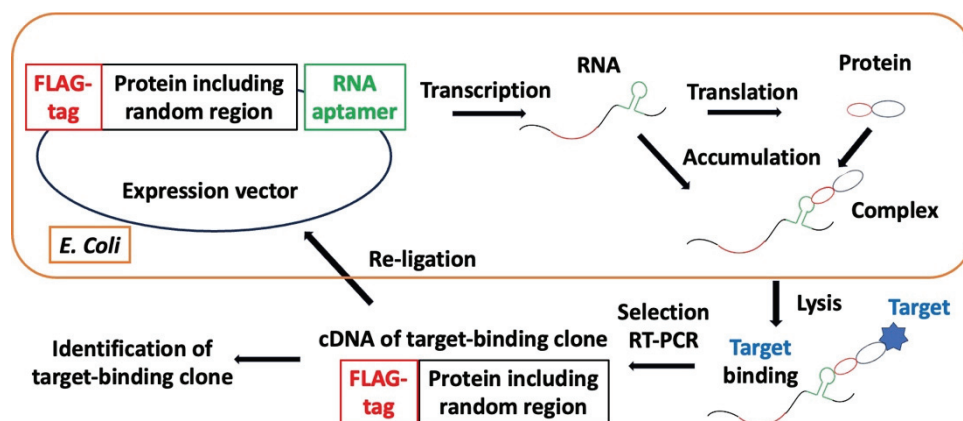 FLAG-
tag
Protein including
random region
RNA
aptamer
Expression vector
E. Coli
Transcription
RNA
Translation
Protein
Accumulation
Complex
Re-ligation
Lysis
Target
Target
binding
Selection
RT-PCR
cDNA of target-binding clone
FLAG-
tag
Protein including
random region
Identification of
target-binding clone